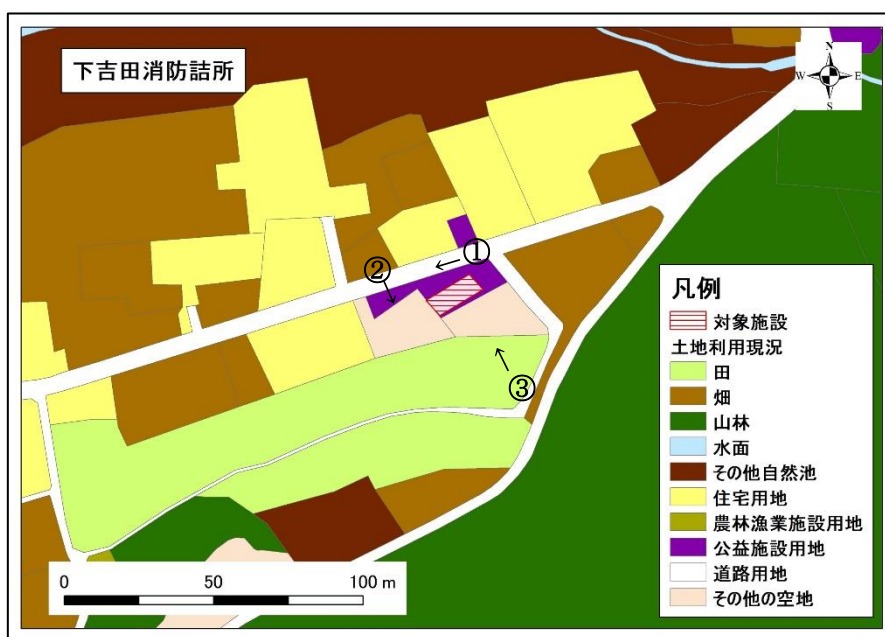 下吉田消防詰所
N
W E
S
①
②
③
凡例
対象施設
土地利用現況
田
畑
山林
水面
その他自然池
住宅用地
農林漁業施設用地
公益施設用地
道路用地
その他の空地
0 50 100 m